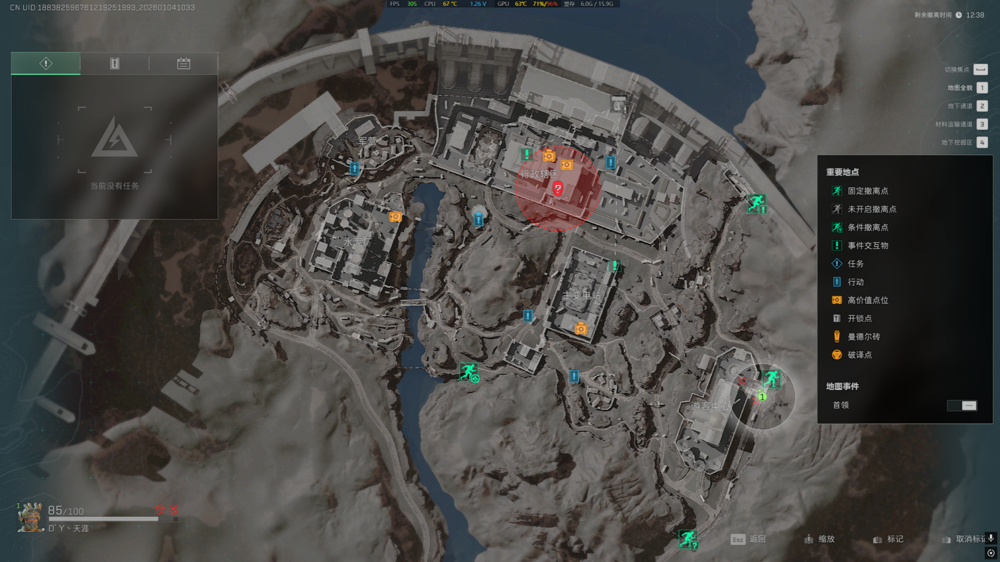 CN UID:188382596761219251993_202601041033
FPS 305 CPU 67 °C 1.26 V GPU 63°C 71%/96% 显存 6.0G / 15.9G
剩余撤离时间 12:38
切换焦点
地图全貌 1
地下通道 2
材料运输通道 3
地下挖掘区 4
当前没有任务
军营
行政辖区
水泥厂
主变电站
游客中心
1
重要地点
固定撤离点
未开启撤离点
条件撤离点
事件交互物
任务
行动
高价值点位
开锁点
曼德尔砖
破译点
地图事件
首领
1
85/100
D'Y丶天涯
Esc 返回
缩放
标记
取消标记